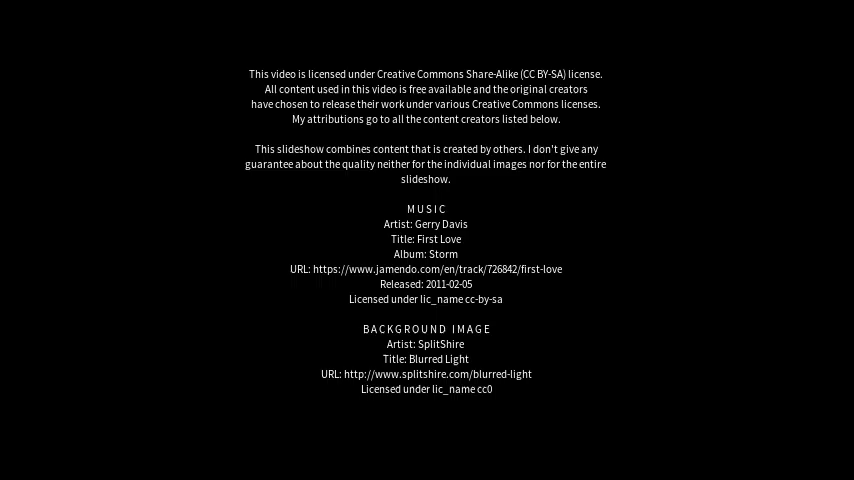 This video is licensed under Creative Commons Share-Alike (CC BY-SA) license.
All content used in this video is free available and the original creators
have chosen to release their work under various Creative Commons licenses.
My attributions go to all the content creators listed below.
This slideshow combines content that is created by others. I don't give any
guarantee about the quality neither for the individual images nor for the entire
slideshow.
MUSIC
Artist: Gerry Davis
Title: First Love
Album: Storm
URL: https://www.jamendo.com/en/track/726842/first-love
Released: 2011-02-05
Licensed under lic_name cc-by-sa
BACKGROUND IMAGE
Artist: SplitShire
Title: Blurred Light
URL: http://www.splitshire.com/blurred-light
Licensed under lic_name cc0